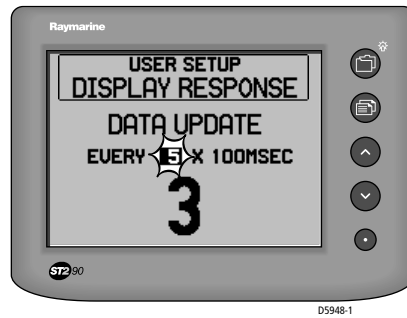 Raymarine
USER SETUP
DISPLAY RESPONSE
DATA UPDATE
EVERY 5 X 100MSEC
3
ST290
D5948-1